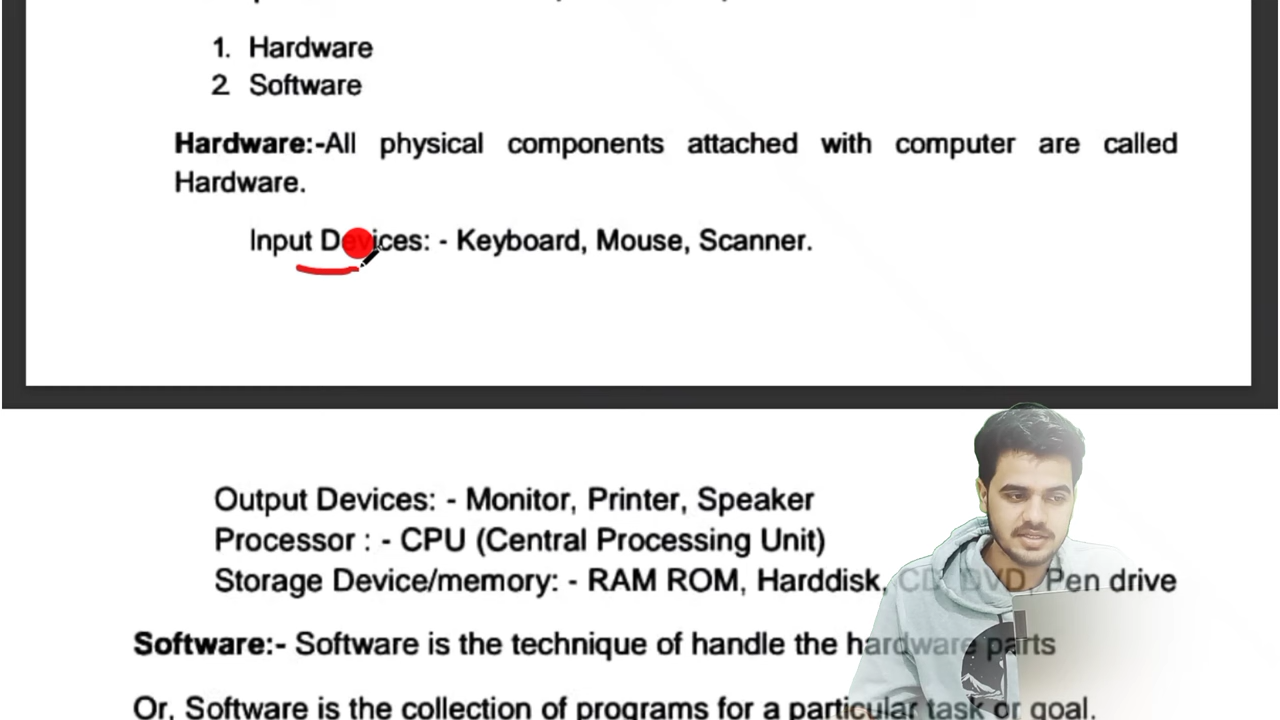 1. Hardware
2 Software
Hardware:-All physical components attached with computer are called
Hardware.
Input Devices: - Keyboard, Mouse, Scanner.
Output Devices: - Monitor, Printer, Speaker
Processor : - CPU (Central Processing Unit)
Storage Device/memory: - RAM ROM, Harddisk, CD, DVD, Pen drive
Software:- Software is the technique of handle the hardware parts
Or, Software is the collection of programs for a particular task or goal.